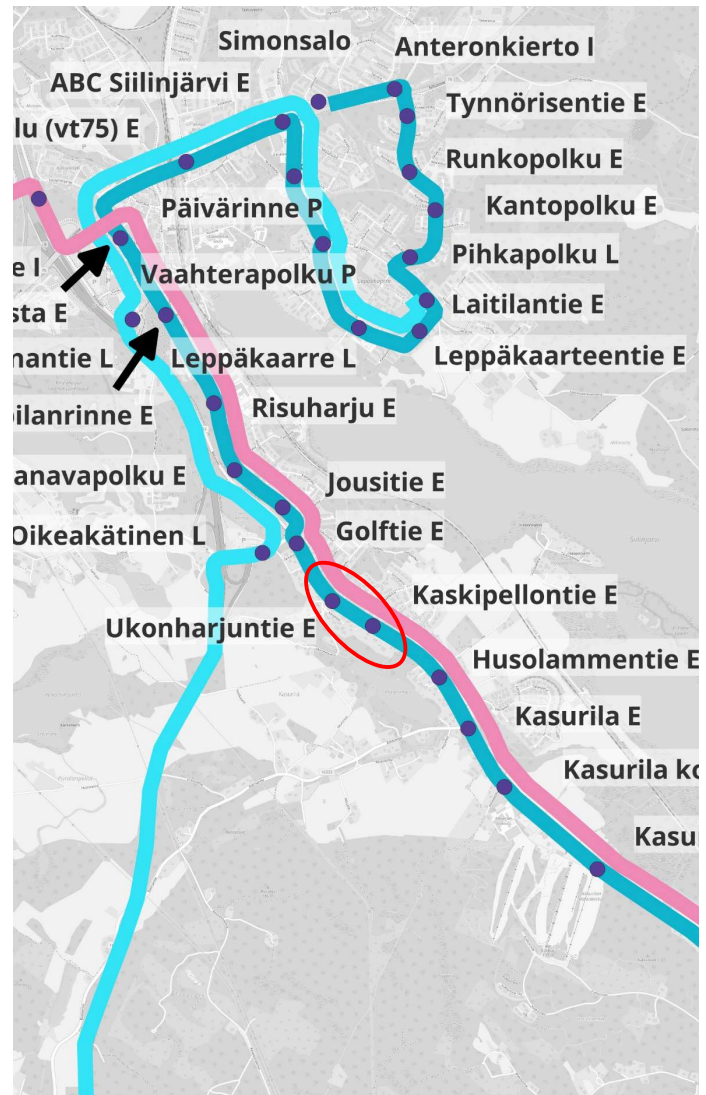 Simonsalo
Anteronkierto I
ABC Siilinjärvi E
Tynnörisentie E
lu (vt75) E
Runkopolku E
Kantopolku E
Päivärinne P
Pihkapolku L
e I
Vaahterapolku P
Laitilantie E
sta E
nantie L
Leppäkaarre L
Leppäkaarteentie E
oilanrinne E
Risuharju E
anavapolku E
Jousitie E
Oikeakätinen L
Golftie E
Kaskipellontie E
Ukonharjuntie E
Husolammentie E
Kasurila E
Kasurila ko
Kasu